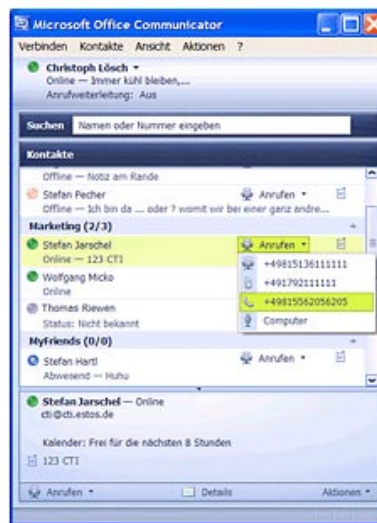 Microsoft Office Communicator
Verbinden Kontakte Ansicht Aktionen ?
Christoph Lösch
Online — Immer kühl bleiben,...
Anrufweiterleitung: Aus
Suchen Namen oder Nummer eingeben
Kontakte
Offline — Notiz am Rande
Stefan Pecher Anrufen
Offline — Ich bin da ... oder ? womit wir bei einer ganz andre...
Marketing (2/3)
Stefan Jarschel Anrufen
Online — 123 CTI
+49815136111111
Wolfgang Micko
+491792111111
Online
+49815562056205
Thomas Riewen
Computer
Status: Nicht bekannt
MyFriends (0/0)
Stefan Hartl Anrufen
Abwesend — Huhu
Stefan Jarschel — Online
cti@cti.estos.de
Kalender: Frei für die nächsten 8 Stunden
123 CTI
Anrufen Details Aktionen